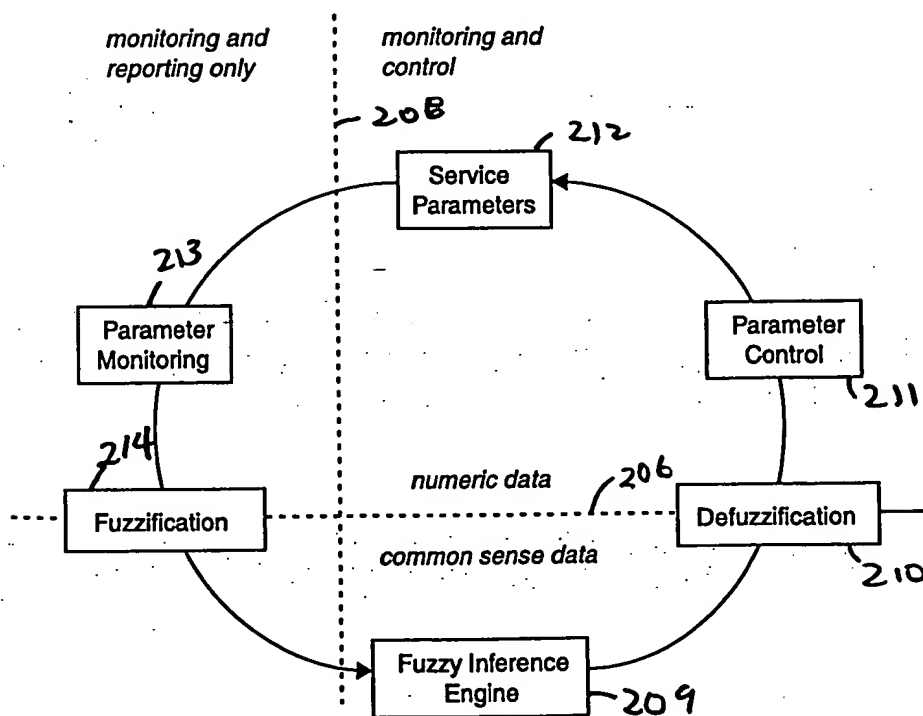 monitoring and
reporting only
monitoring and
control
208
212
Service
Parameters
213
Parameter
Monitoring
Parameter
Control
211
214
Fuzzification
numeric data
206
Defuzzification
common sense data
210
Fuzzy Inference
Engine
209